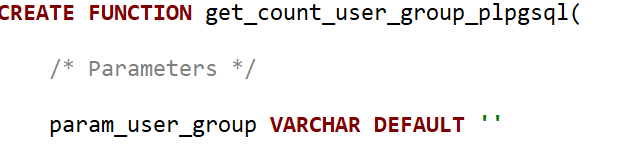 CREATE FUNCTION get_count_user_group_plpgsql(
/* Parameters */
param_user_group VARCHAR DEFAULT ''